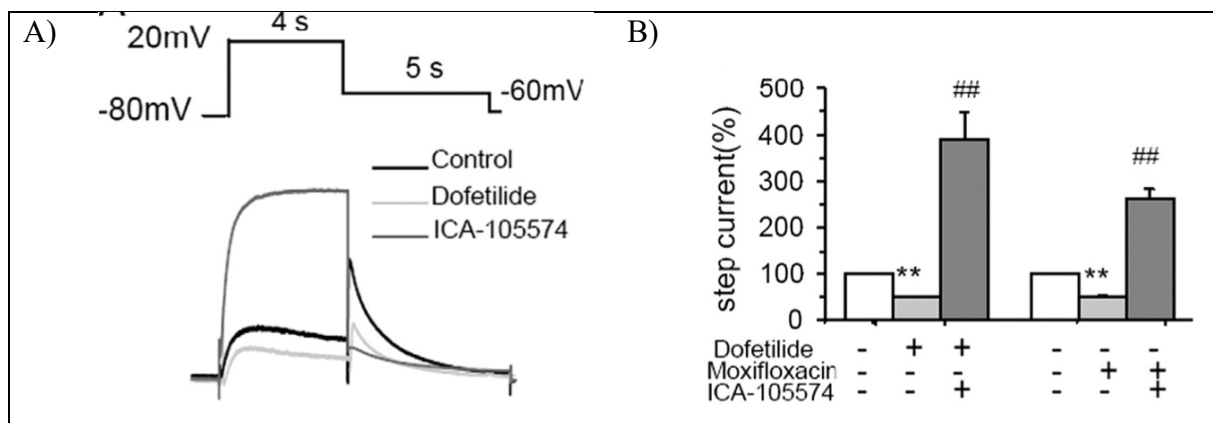 A)
4 s
20mV
5 s
-80mV
-60mV
Control
Dofetilide
ICA-105574
B)
step current(%)
500
400
300
200
100
0
**
##
**
##
Dofetilide - + + - - -
Moxifloxacin - - - - + +
ICA-105574 - - + - - +